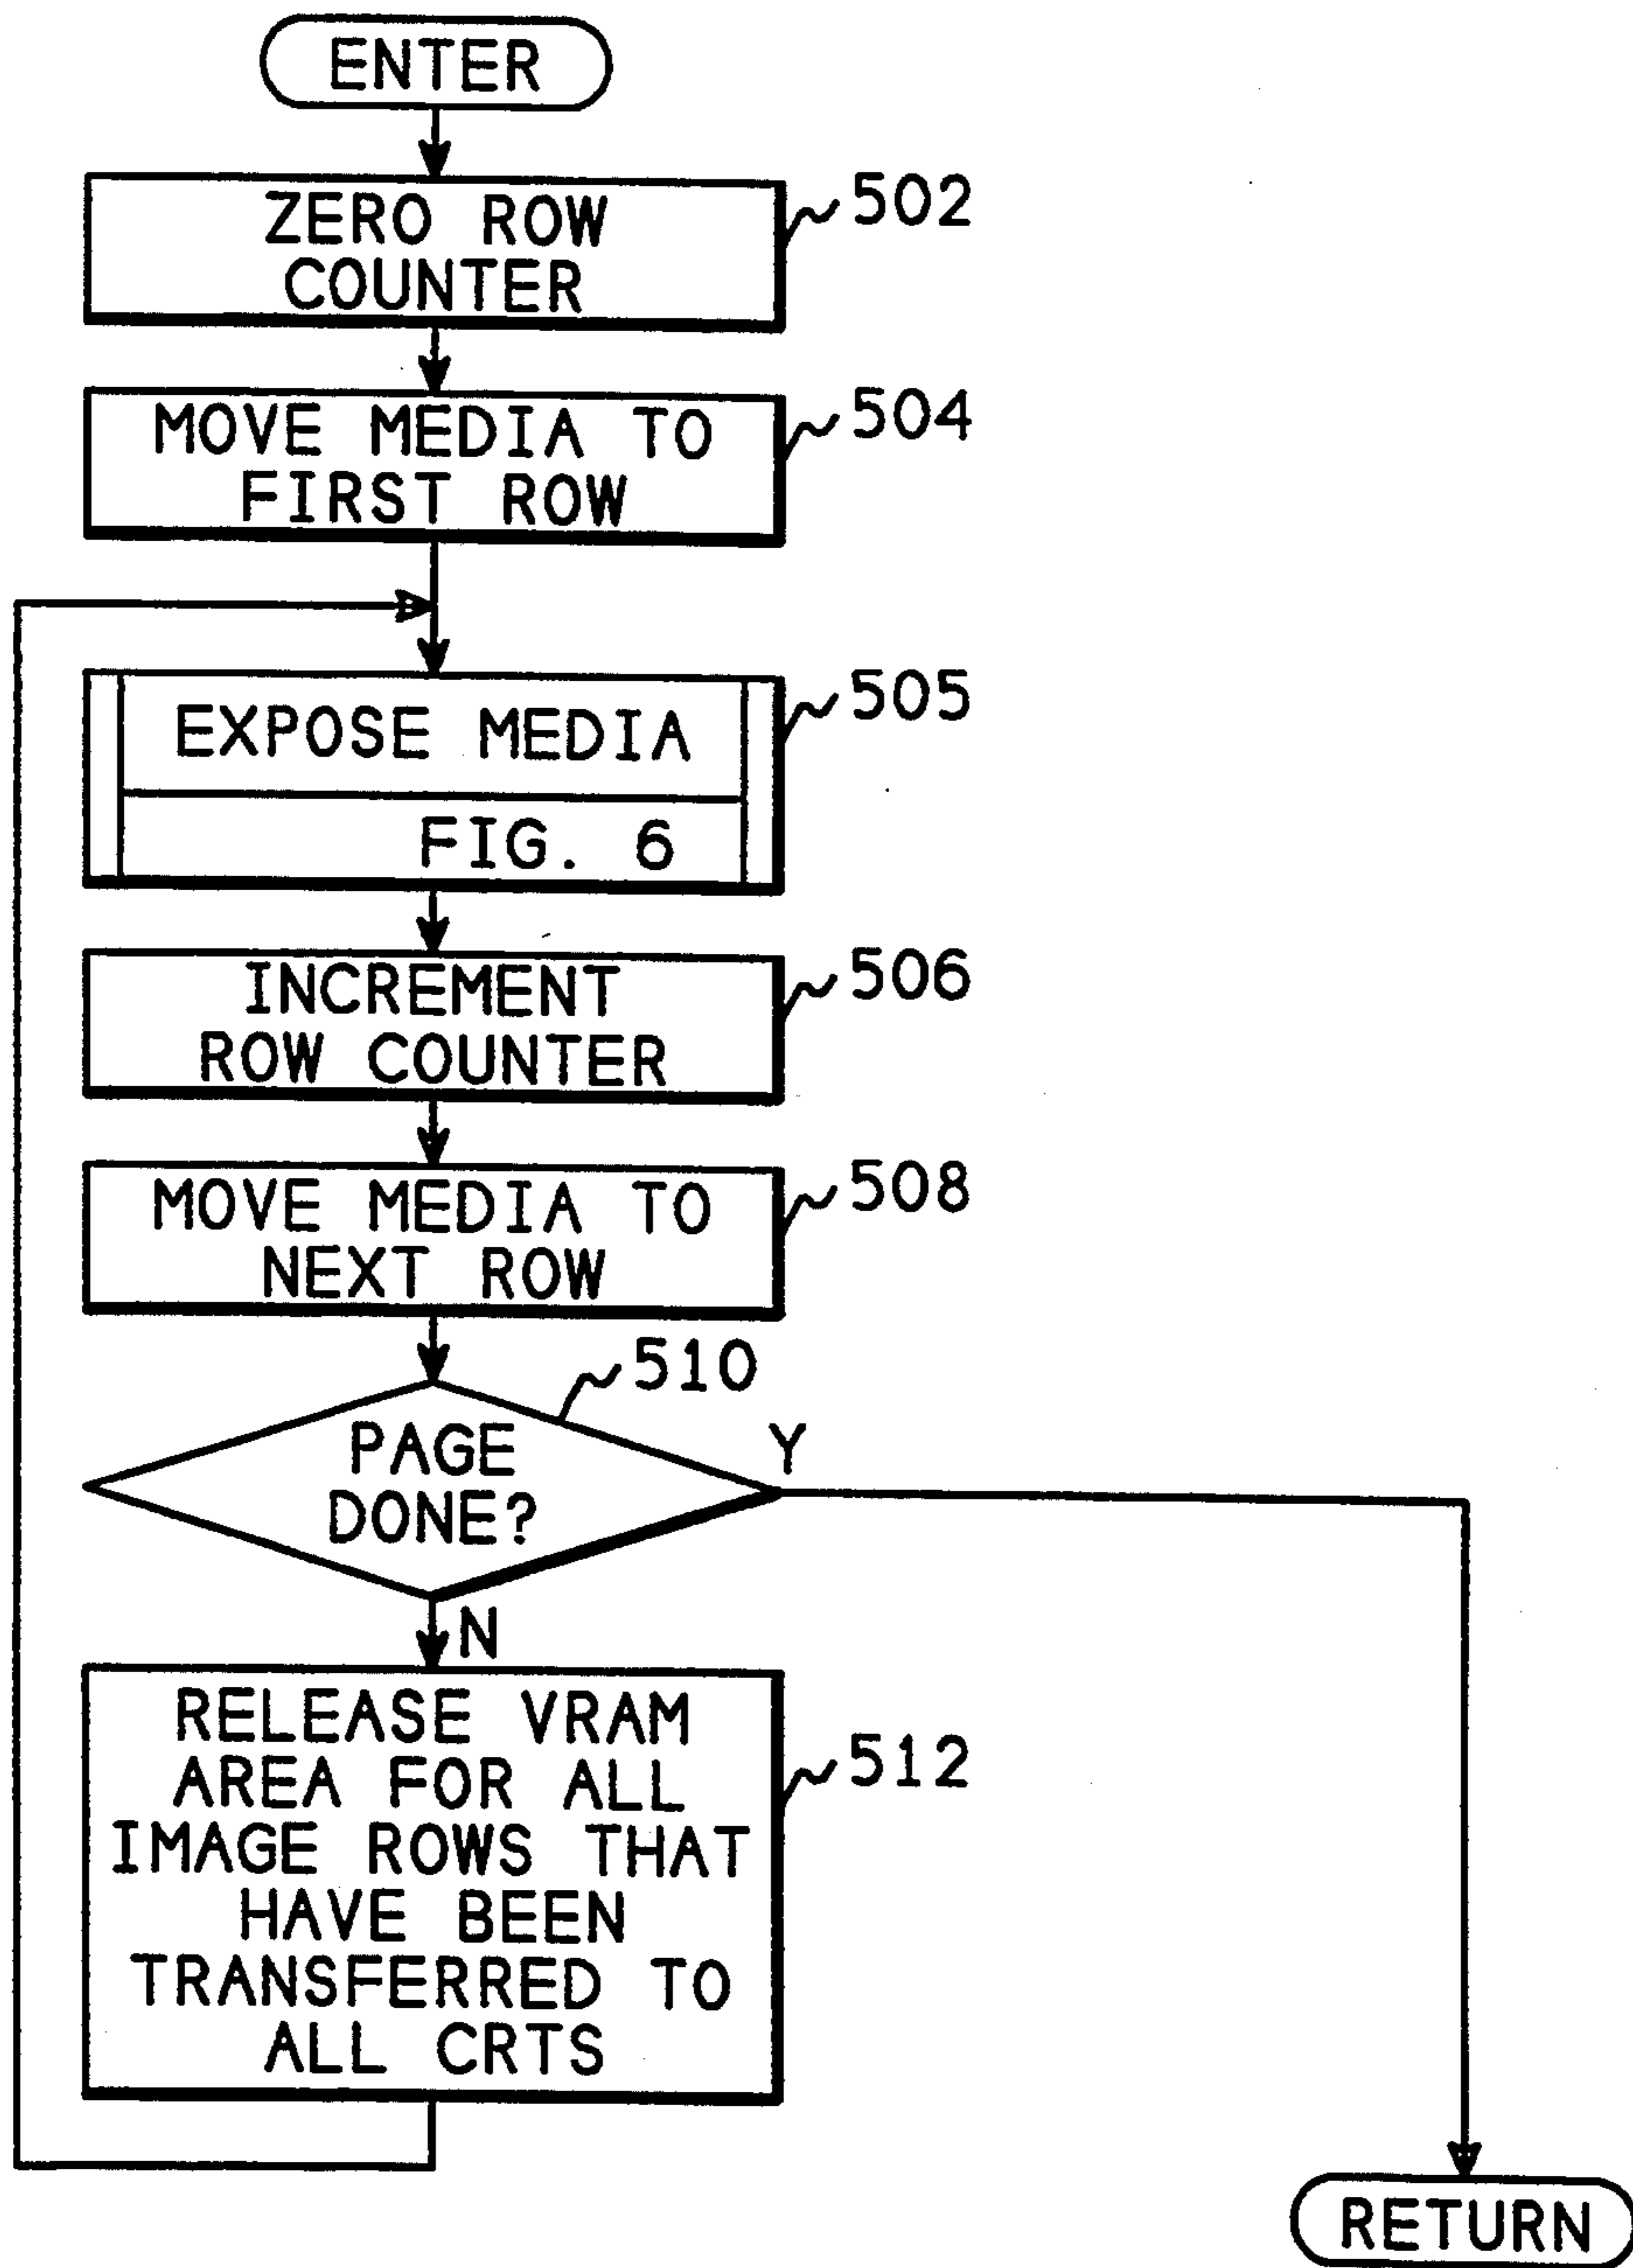 ENTER
ZERO ROW
COUNTER
502
MOVE MEDIA TO
FIRST ROW
504
EXPOSE MEDIA
FIG. 6
505
INCREMENT
ROW COUNTER
506
MOVE MEDIA TO
NEXT ROW
508
PAGE
DONE?
510
Y
N
RELEASE VRAM
AREA FOR ALL
IMAGE ROWS THAT
HAVE BEEN
TRANSFERRED TO
ALL CRTS
512
RETURN